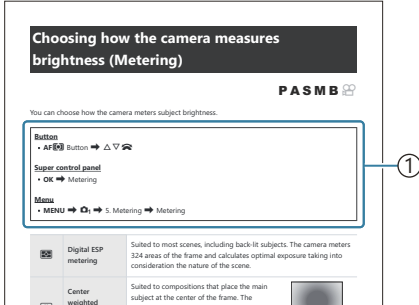 Choosing how the camera measures
brightness (Metering)
PASMB
You can choose how the camera meters subject brightness.
Button
• AF Button ➡ △ ▽
Super control panel
• OK ➡ Metering
Menu
• MENU ➡ 1 ➡ 5. Metering ➡ Metering
1
Digital ESP
metering
Suited to most scenes, including back-lit subjects. The camera meters
324 areas of the frame and calculates optimal exposure taking into
consideration the nature of the scene.
Center
weighted
Suited to compositions that place the main
subject at the center of the frame. The